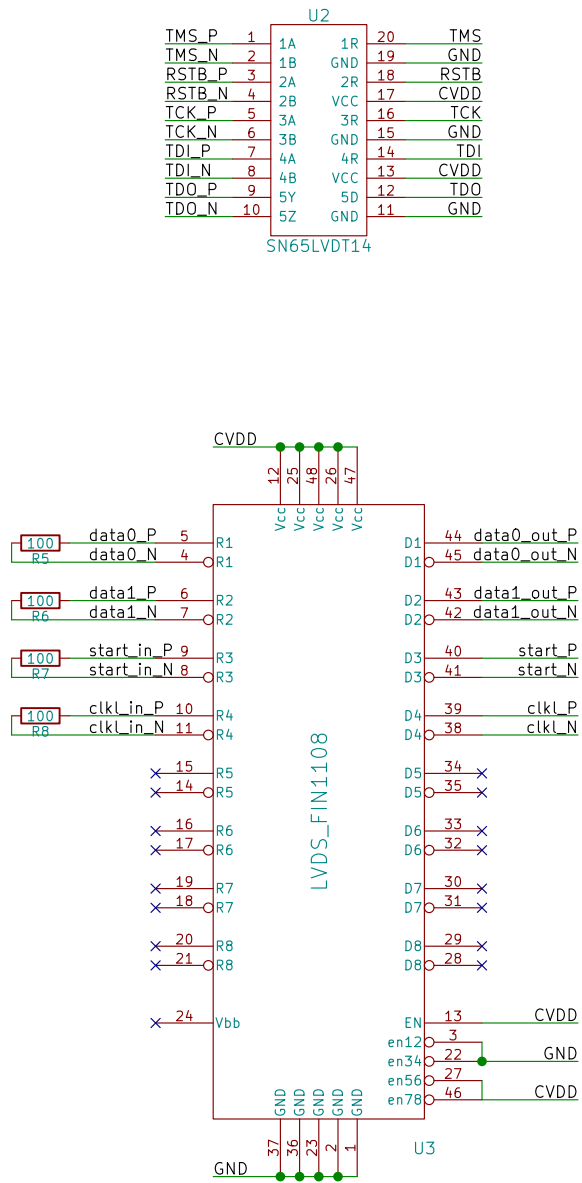 U2
TMS_P 1 1A 1R 20 TMS
TMS_N 2 1B GND 19 GND
RSTB_P 3 2A 2R 18 RSTB
RSTB_N 4 2B VCC 17 CVDD
TCK_P 5 3A 3R 16 TCK
TCK_N 6 3B GND 15 GND
TDI_P 7 4A 4R 14 TDI
TDI_N 8 4B VCC 13 CVDD
TDO_P 9 5Y 5D 12 TDO
TDO_N 10 5Z GND 11 GND
SN65LVDT14
CVDD
12 25 48 26 47
Vcc Vcc Vcc Vcc Vcc
100 data0_P 5 R1 D1 44 data0_out_P
R5 data0_N 4 R1 D1 45 data0_out_N
100 data1_P 6 R2 D2 43 data1_out_P
R6 data1_N 7 R2 D2 42 data1_out_N
100 start_in_P 9 R3 D3 40 start_P
R7 start_in_N 8 R3 D3 41 start_N
100 clkl_in_P 10 R4 D4 39 clkl_P
R8 clkl_in_N 11 R4 D4 38 clkl_N
15 R5 D5 34
14 R5 D5 35
16 R6 D6 33
17 R6 D6 32
19 R7 D7 30
18 R7 D7 31
20 R8 D8 29
21 R8 D8 28
LVDS_FIN1108
24 Vbb EN 13 CVDD
en12 3
en34 22 GND
en56 27
en78 46 CVDD
GND GND GND GND GND
37 36 23 2 1
U3
GND